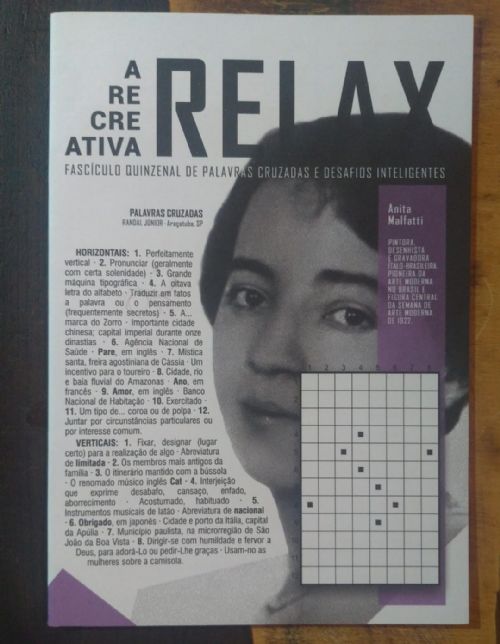 A
RE
CRE
ATIVA
RELAX
FASCÍCULO QUINZENAL DE PALAVRAS CRUZADAS E DESAFIOS INTELIGENTES
PALAVRAS CRUZADAS
RANDAL JÚNIOR - Araçatuba, SP
HORIZONTAIS: 1. Perfeitamente
vertical · 2. Pronunciar (geralmente
com certa solenidade) · 3. Grande
máquina tipográfica · 4. A oitava
letra do alfabeto · Traduzir em fatos
a palavra ou o pensamento
(frequentemente secretos) · 5. A...
marca do Zorro · Importante cidade
chinesa; capital imperial durante onze
dinastias · 6. Agência Nacional de
Saúde · Pare, em inglês · 7. Mística
santa, freira agostiniana de Cássia · Um
incentivo para o toureiro · 8. Cidade, rio
e baía fluvial do Amazonas · Ano, em
francês · 9. Amor, em inglês · Banco
Nacional de Habitação · 10. Exercitado ·
11. Um tipo de... coroa ou de polpa · 12.
Juntar por circunstâncias particulares ou
por interesse comum.
VERTICAIS: 1. Fixar, designar (lugar
certo) para a realização de algo · Abreviatura
de limitada · 2. Os membros mais antigos da
família · 3. O itinerário mantido com a bússola
· O renomado músico inglês Cat · 4. Interjeição
que exprime desabafo, cansaço, enfado,
aborrecimento · Acostumado, habituado · 5.
Instrumentos musicais de latão · Abreviatura de nacional
· 6. Obrigado, em japonês · Cidade e porto da Itália, capital
da Apúlia · 7. Município paulista, na microrregião de São
João da Boa Vista · 8. Dirigir-se com humildade e fervor a
Deus, para adorá-Lo ou pedir-Lhe graças · Usam-no as
mulheres sobre a camisola.
Anita
Malfatti
PINTORA,
DESENHISTA
E GRAVADORA
ÍTALO-BRASILEIRA.
PIONEIRA DA
ARTE MODERNA
NO BRASIL E
FIGURA CENTRAL
DA SEMANA DE
ARTE MODERNA
DE 1922.